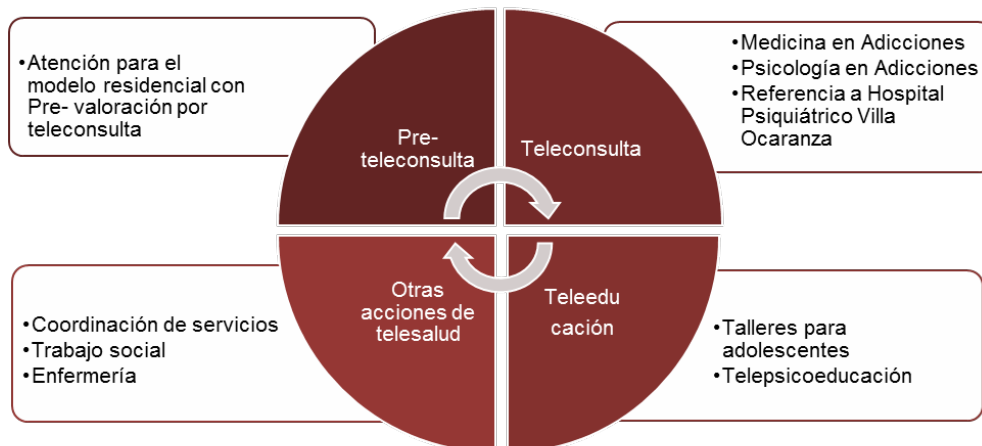 •Atención para el
modelo residencial con
Pre- valoración por
teleconsulta
Pre-
teleconsulta
Teleconsulta
•Medicina en Adicciones
•Psicología en Adicciones
•Referencia a Hospital
Psiquiátrico Villa
Ocaranza
•Coordinación de servicios
•Trabajo social
•Enfermería
Otras
acciones de
telesalud
Teleedu
cación
•Talleres para
adolescentes
•Telepsicoeducación